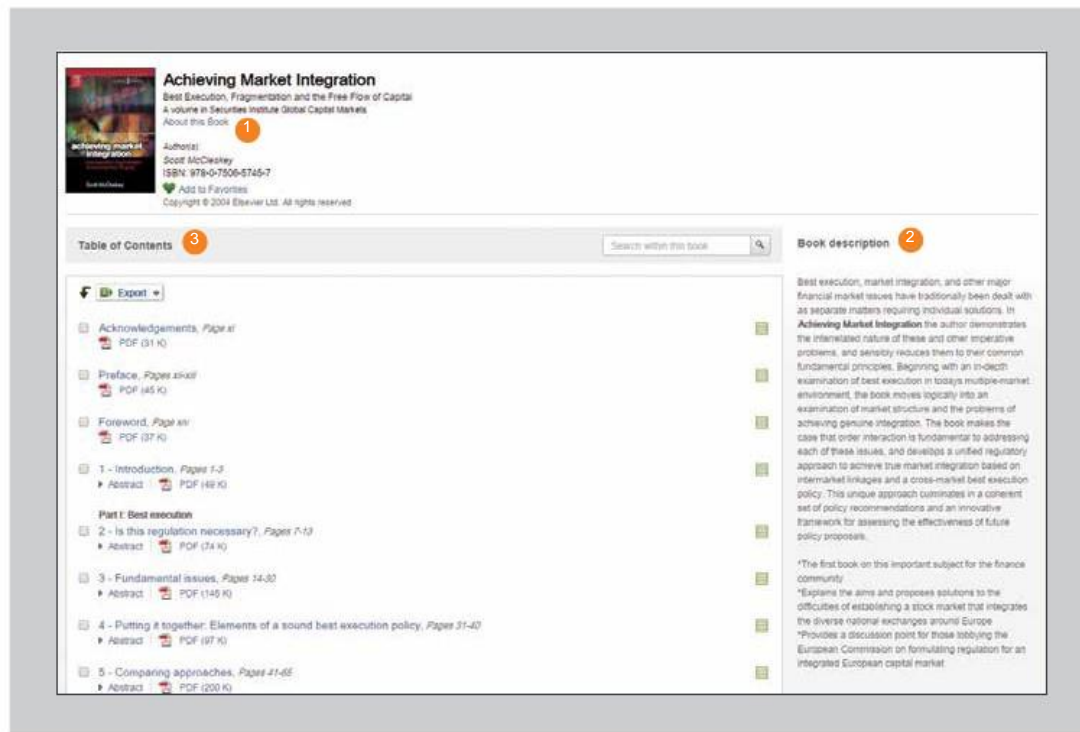 Achieving Market Integration
Best Execution, Fragmentation and the Free Flow of Capital
A volume in Securities Institute Global Capital Markets
About this Book
1
Author(s)
Scott McCleskey
ISBN: 978-0-7506-5745-7
Add to Favorites
Copyright © 2004 Elsevier Ltd. All rights reserved
achieving market
integration
Scott McCleskey
Table of Contents
3
Search within this book
Export
Acknowledgements, Page xi
PDF (31 K)
Preface, Pages xii-xiii
PDF (45 K)
Foreword, Page xiv
PDF (37 K)
1 - Introduction, Pages 1-3
Abstract | PDF (49 K)
Part I: Best execution
2 - Is this regulation necessary?, Pages 7-13
Abstract | PDF (74 K)
3 - Fundamental issues, Pages 14-30
Abstract | PDF (145 K)
4 - Putting it together: Elements of a sound best execution policy, Pages 31-40
Abstract | PDF (97 K)
5 - Comparing approaches, Pages 41-65
Abstract | PDF (200 K)
Book description
2
Best execution, market integration, and other major
financial market issues have traditionally been dealt with
as separate matters requiring individual solutions. In
Achieving Market Integration the author demonstrates
the interrelated nature of these and other imperative
problems, and sensibly reduces them to their common
fundamental principles. Beginning with an in-depth
examination of best execution in todays multiple-market
environment, the book moves logically into an
examination of market structure and the problems of
achieving genuine integration. The book makes the
case that order interaction is fundamental to addressing
each of these issues, and develops a unified regulatory
approach to achieve true market integration based on
intermarket linkages and a cross-market best execution
policy. This unique approach culminates in a coherent
set of policy recommendations and an innovative
framework for assessing the effectiveness of future
policy proposals.
*The first book on this important subject for the finance
community
*Explains the aims and proposes solutions to the
difficulties of establishing a stock market that integrates
the diverse national exchanges around Europe
*Provides a discussion point for those lobbying the
European Commission on formulating regulation for an
integrated European capital market